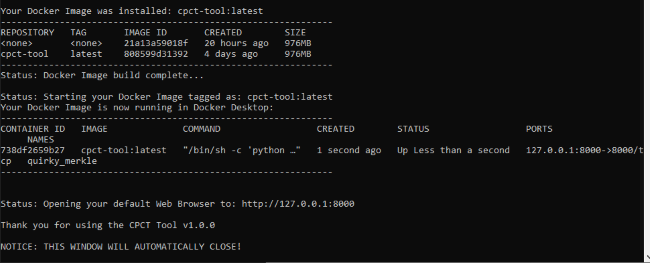 Your Docker Image was installed: cpct-tool:latest
------------------------------------------------------------
REPOSITORY   TAG       IMAGE ID       CREATED        SIZE
<none>       <none>    21a13a59018f   20 hours ago   976MB
cpct-tool    latest    808599d31392   4 days ago     976MB
------------------------------------------------------------
Status: Docker Image build complete...
Status: Starting your Docker Image tagged as: cpct-tool:latest
Your Docker Image is now running in Docker Desktop:
------------------------------------------------------------
CONTAINER ID   IMAGE              COMMAND                  CREATED        STATUS                  PORTS
     NAMES
738df2659b27   cpct-tool:latest   "/bin/sh -c 'python …"   1 second ago   Up Less than a second   127.0.0.1:8000->8000/t
cp   quirky_merkle
------------------------------------------------------------
Status: Opening your default Web Browser to: http://127.0.0.1:8000
Thank you for using the CPCT Tool v1.0.0
NOTICE: THIS WINDOW WILL AUTOMATICALLY CLOSE!